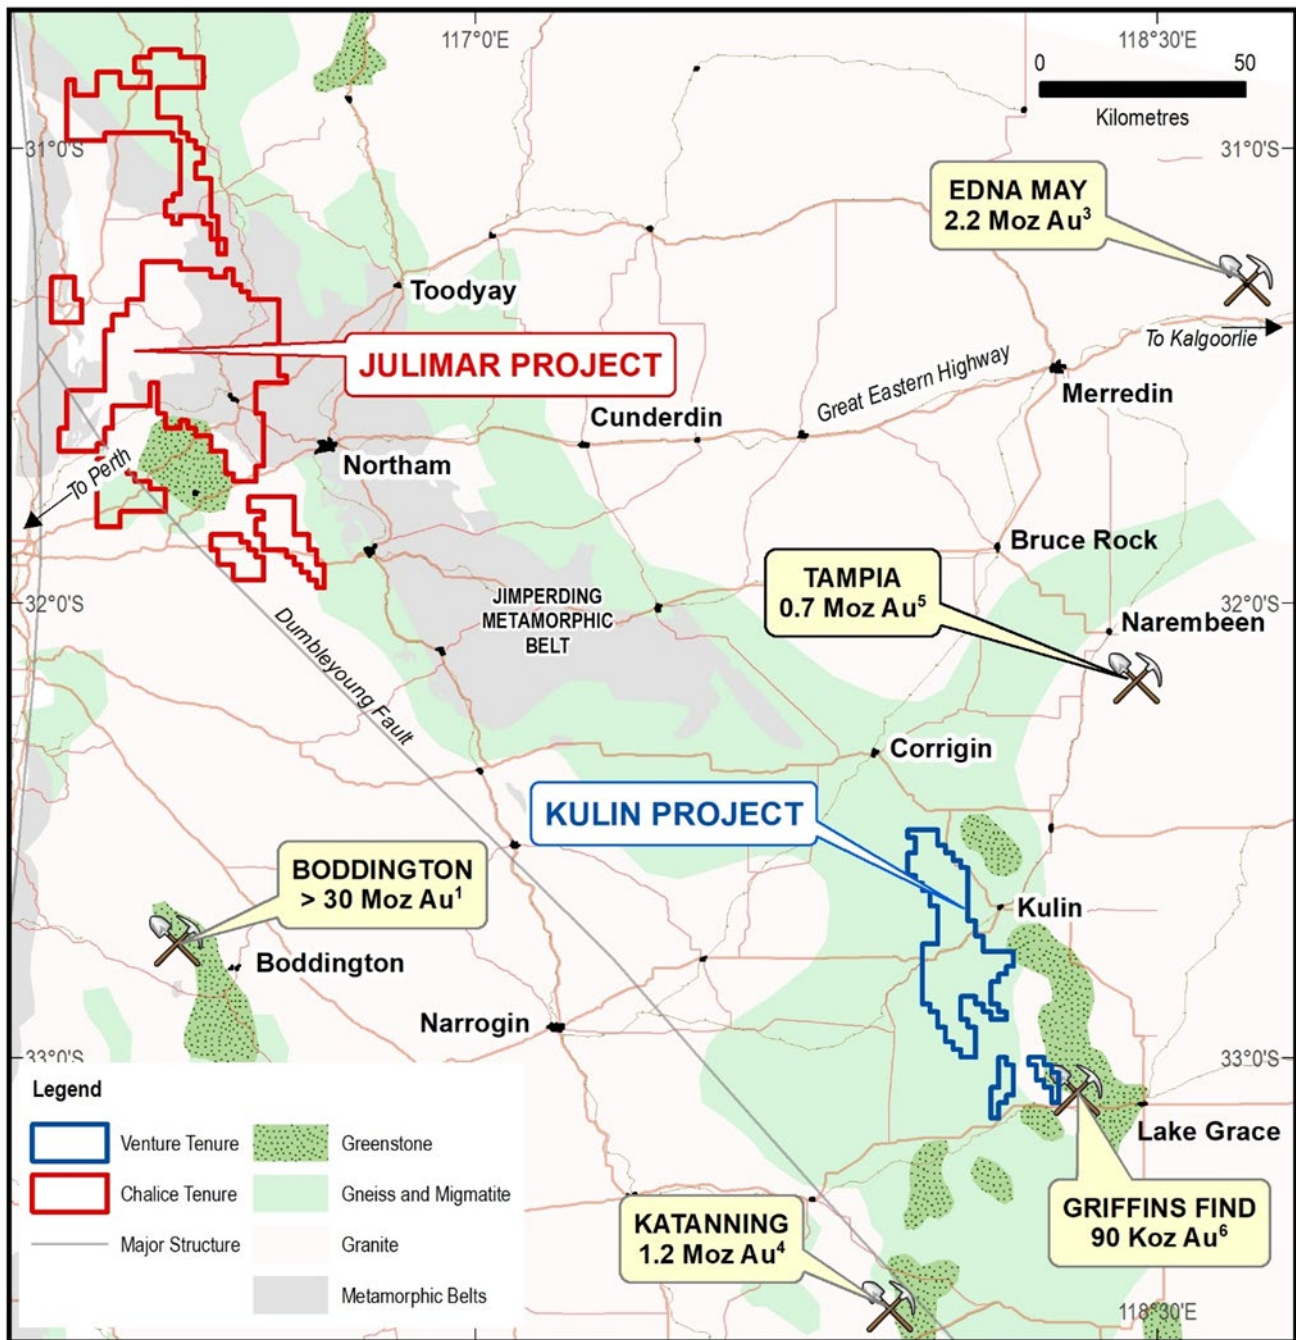 117°0'E
118°30'E
0 50
Kilometres
31°0'S
31°0'S
EDNA MAY
2.2 Moz Au³
Toodyay
To Kalgoorlie
JULIMAR PROJECT
Great Eastern Highway
Merredin
Cunderdin
Northam
To Perth
Bruce Rock
TAMPIA
0.7 Moz Au⁵
JIMPERDING
METAMORPHIC
BELT
32°0'S
32°0'S
Narembeen
Dumbleyoung Fault
Corrigin
KULIN PROJECT
BODDINGTON
> 30 Moz Au¹
Kulin
Boddington
Narrogin
33°0'S
33°0'S
Lake Grace
GRIFFINS FIND
90 Koz Au⁶
KATANNING
1.2 Moz Au⁴
118°30'E
Legend
Venture Tenure
Chalice Tenure
Major Structure
Greenstone
Gneiss and Migmatite
Granite
Metamorphic Belts